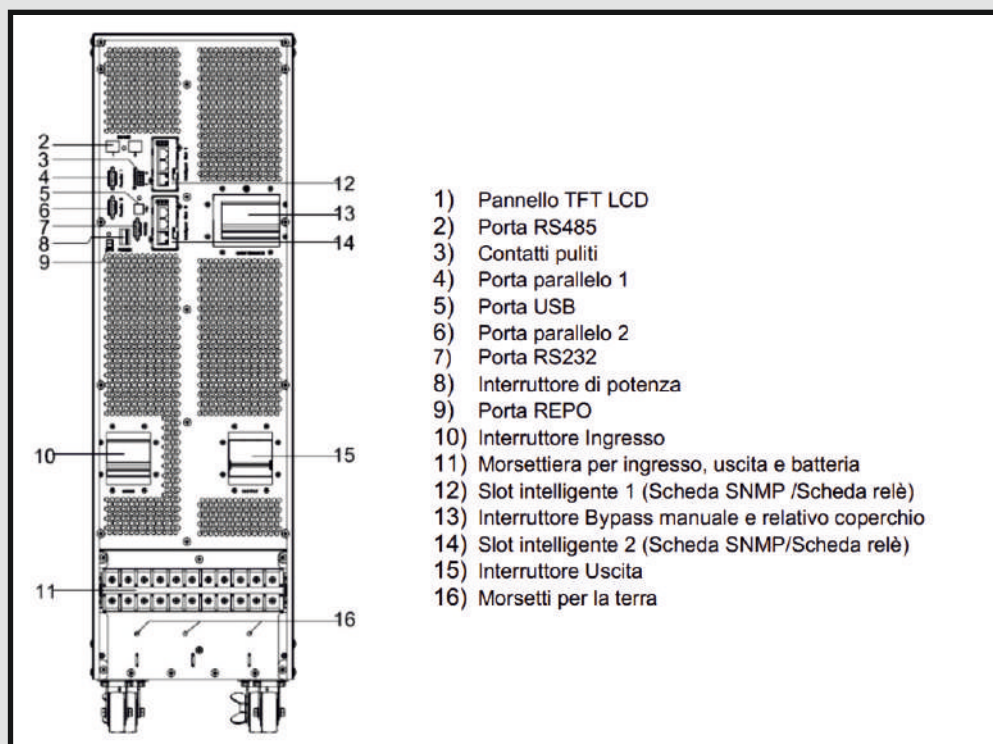 2
3
4
5
6
7
8
9
12
13
14
10
15
11
16
1) Pannello TFT LCD
2) Porta RS485
3) Contatti puliti
4) Porta parallelo 1
5) Porta USB
6) Porta parallelo 2
7) Porta RS232
8) Interruttore di potenza
9) Porta REPO
10) Interruttore Ingresso
11) Morsettiera per ingresso, uscita e batteria
12) Slot intelligente 1 (Scheda SNMP /Scheda relè)
13) Interruttore Bypass manuale e relativo coperchio
14) Slot intelligente 2 (Scheda SNMP/Scheda relè)
15) Interruttore Uscita
16) Morsetti per la terra